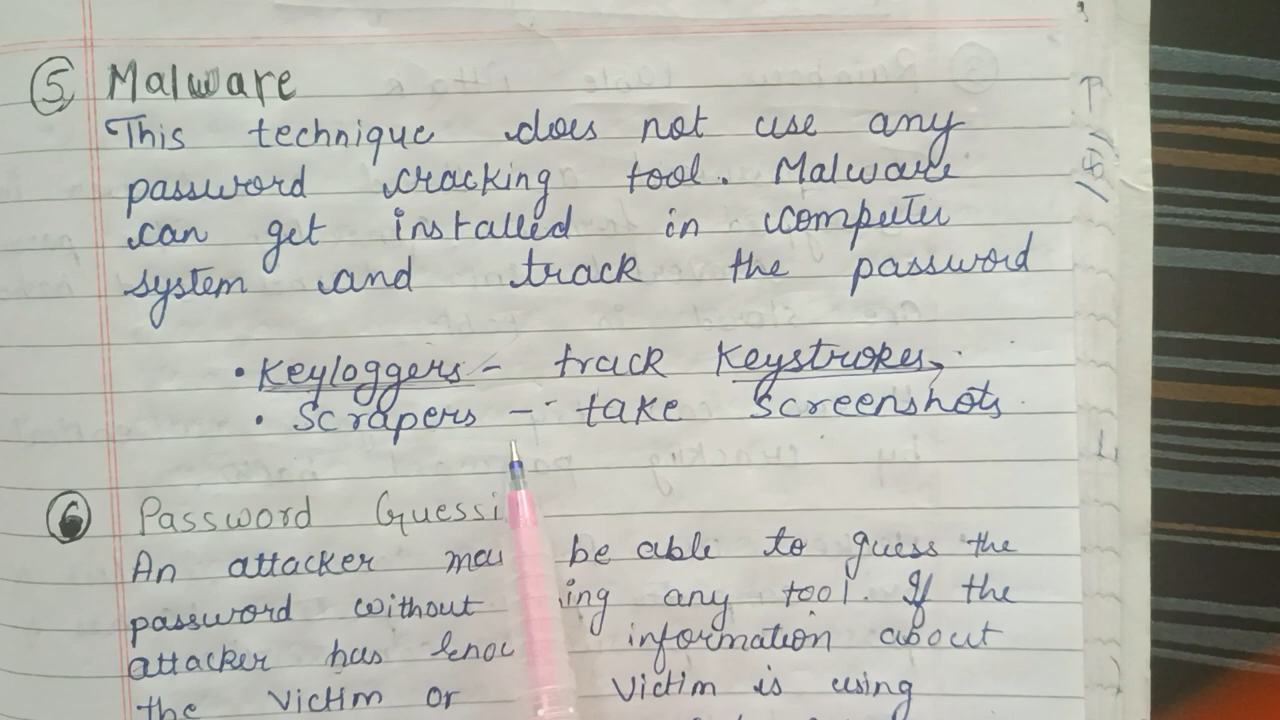 5 Malware
This technique does not use any
password cracking tool. Malware
can get installed in computer
system and track the password
• Keyloggers - track Keystrokes,
• Scrapers - take Screenshots
6 Password Guessi
An attacker be able to guess the
password without any tool. If the
attacker has information about
the victim or victim is using